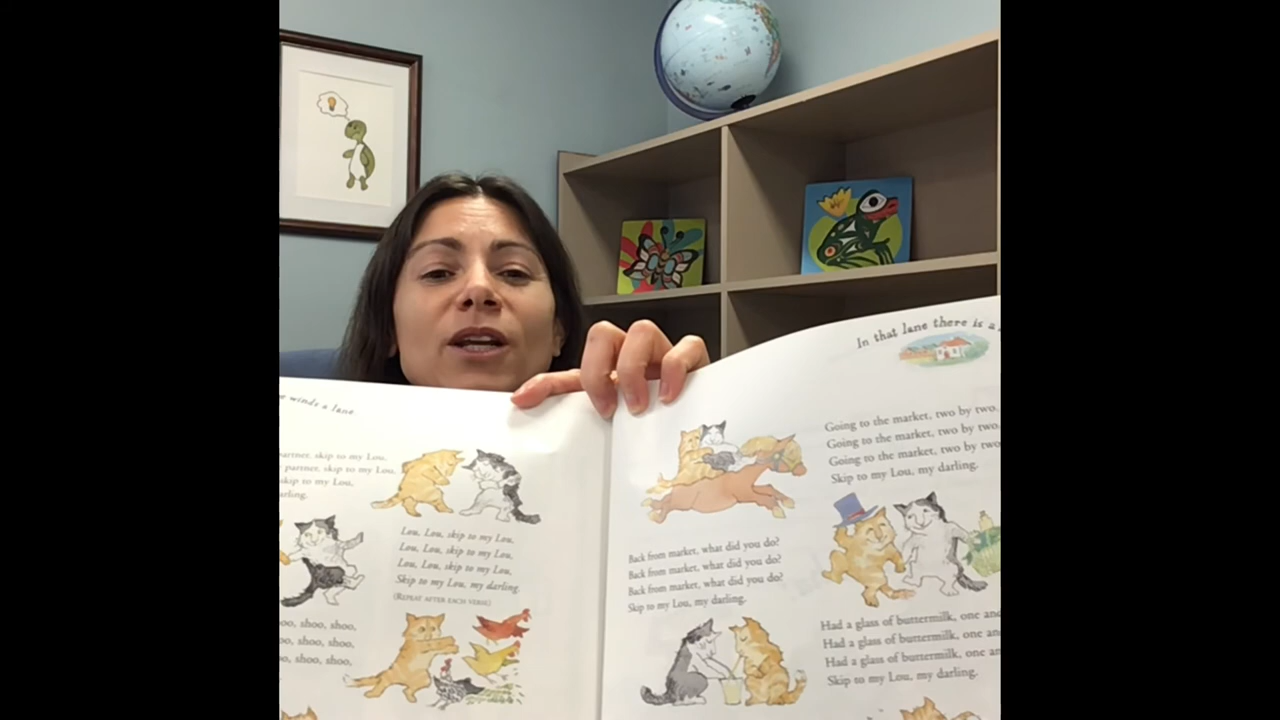 e winds a lane
partner, skip to my Lou,
partner, skip to my Lou,
skip to my Lou,
arling.
Lou, Lou, skip to my Lou,
Lou, Lou, skip to my Lou,
Lou, Lou, skip to my Lou,
Skip to my Lou, my darling.
(REPEAT AFTER EACH VERSE)
oo, shoo, shoo,
oo, shoo, shoo,
oo, shoo, shoo,
In that lane there is a
Going to the market, two by two,
Going to the market, two by two,
Going to the market, two by two
Skip to my Lou, my darling.
Back from market, what did you do?
Back from market, what did you do?
Back from market, what did you do?
Skip to my Lou, my darling.
Had a glass of buttermilk, one and
Had a glass of buttermilk, one an
Had a glass of buttermilk, one and
Skip to my Lou, my darling.